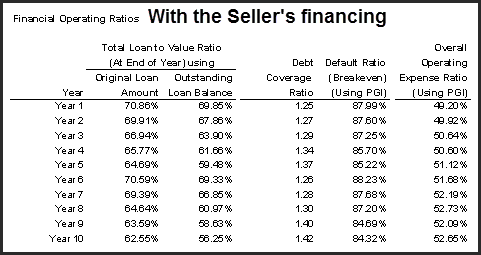 Financial Operating Ratios With the Seller's financing
Total Loan to Value Ratio Overall
(At End of Year) using Debt Default Ratio Operating
Original Loan Outstanding Coverage (Breakeven) Expense Ratio
Year Amount Loan Balance Ratio (Using PGI) (Using PGI)
Year 1 70.86% 69.85% 1.25 87.99% 49.20%
Year 2 69.91% 67.86% 1.27 87.60% 49.92%
Year 3 66.94% 63.90% 1.29 87.25% 50.64%
Year 4 65.77% 61.66% 1.34 85.70% 50.60%
Year 5 64.69% 59.48% 1.37 85.22% 51.12%
Year 6 70.59% 69.33% 1.26 88.23% 51.68%
Year 7 69.39% 66.85% 1.28 87.68% 52.19%
Year 8 64.64% 60.97% 1.30 87.20% 52.73%
Year 9 63.59% 58.63% 1.40 84.69% 52.09%
Year 10 62.55% 56.25% 1.42 84.32% 52.65%